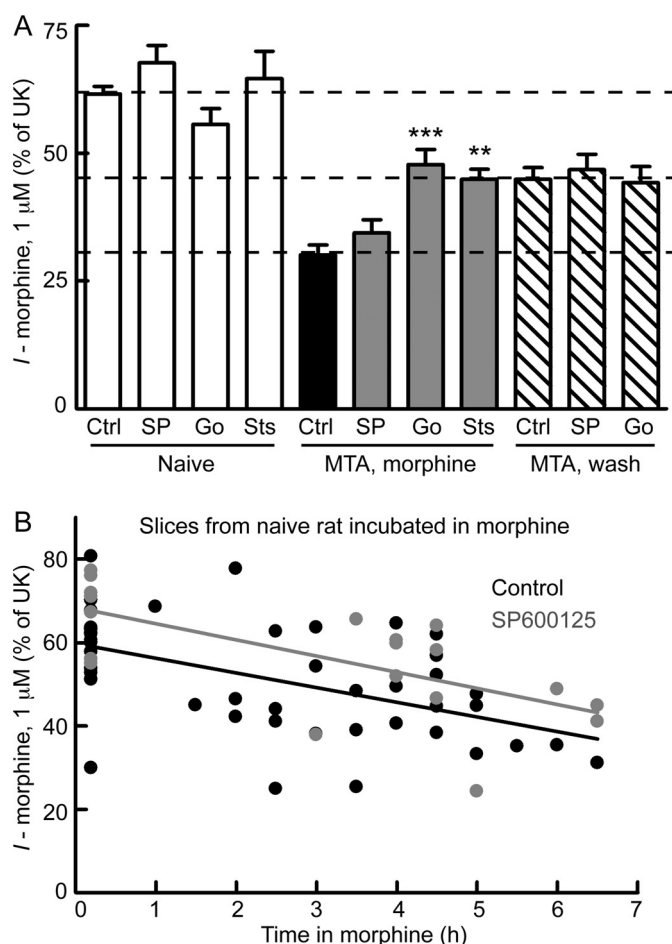 A
I - morphine, 1 μM (% of UK)
75
50
25
0
***
**
Ctrl SP Go Sts Ctrl SP Go Sts Ctrl SP Go
Naive MTA, morphine MTA, wash
B
Slices from naive rat incubated in morphine
I - morphine, 1 μM (% of UK)
80
60
40
20
0
Control
SP600125
0 1 2 3 4 5 6 7
Time in morphine (h)